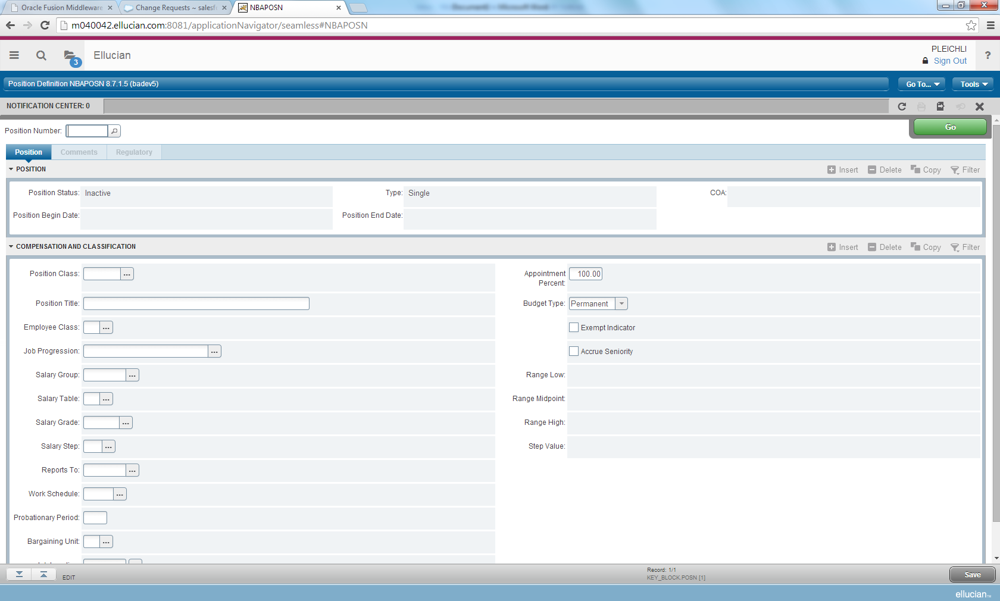 Oracle Fusion Middleware
Change Requests ~ salesf
NBAPOSN
m040042.ellucian.com:8081/applicationNavigator/seamless#NBAPOSN
3
Ellucian
PLEICHLI
Sign Out
?
Position Definition NBAPOSN 8.7.1.5 (badev5)
Go To...
Tools
NOTIFICATION CENTER: 0
Position Number:
Go
Position
Comments
Regulatory
POSITION
Insert
Delete
Copy
Filter
Position Status: Inactive
Type: Single
COA:
Position Begin Date:
Position End Date:
COMPENSATION AND CLASSIFICATION
Insert
Delete
Copy
Filter
Position Class: ...
Appointment
Percent: 100.00
Position Title:
Budget Type: Permanent
Employee Class: ...
Exempt Indicator
Job Progression: ...
Accrue Seniority
Salary Group: ...
Range Low:
Salary Table: ...
Range Midpoint:
Salary Grade: ...
Range High:
Salary Step: ...
Step Value:
Reports To: ...
Work Schedule: ...
Probationary Period:
Bargaining Unit: ...
EDIT
Record: 1/1
KEY_BLOCK.POSN [1]
Save
ellucian™